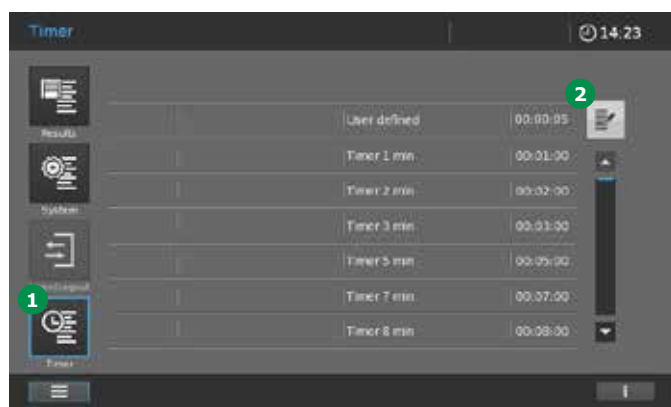 Timer
14:23
2
Results
User defined 00:00:05
Timer 1 min 00:01:00
Timer 2 min 00:02:00
System
Timer 3 min 00:03:00
Timer 5 min 00:05:00
1
Timer 7 min 00:07:00
Timer 8 min 00:08:00
Timer
i